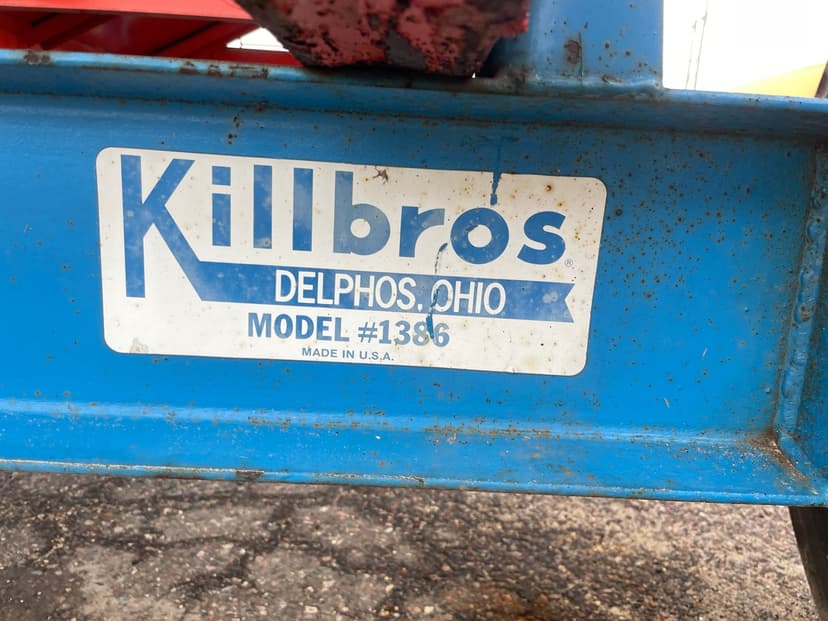 Killbros®
DELPHOS, OHIO
MODEL #1386
MADE IN U.S.A.